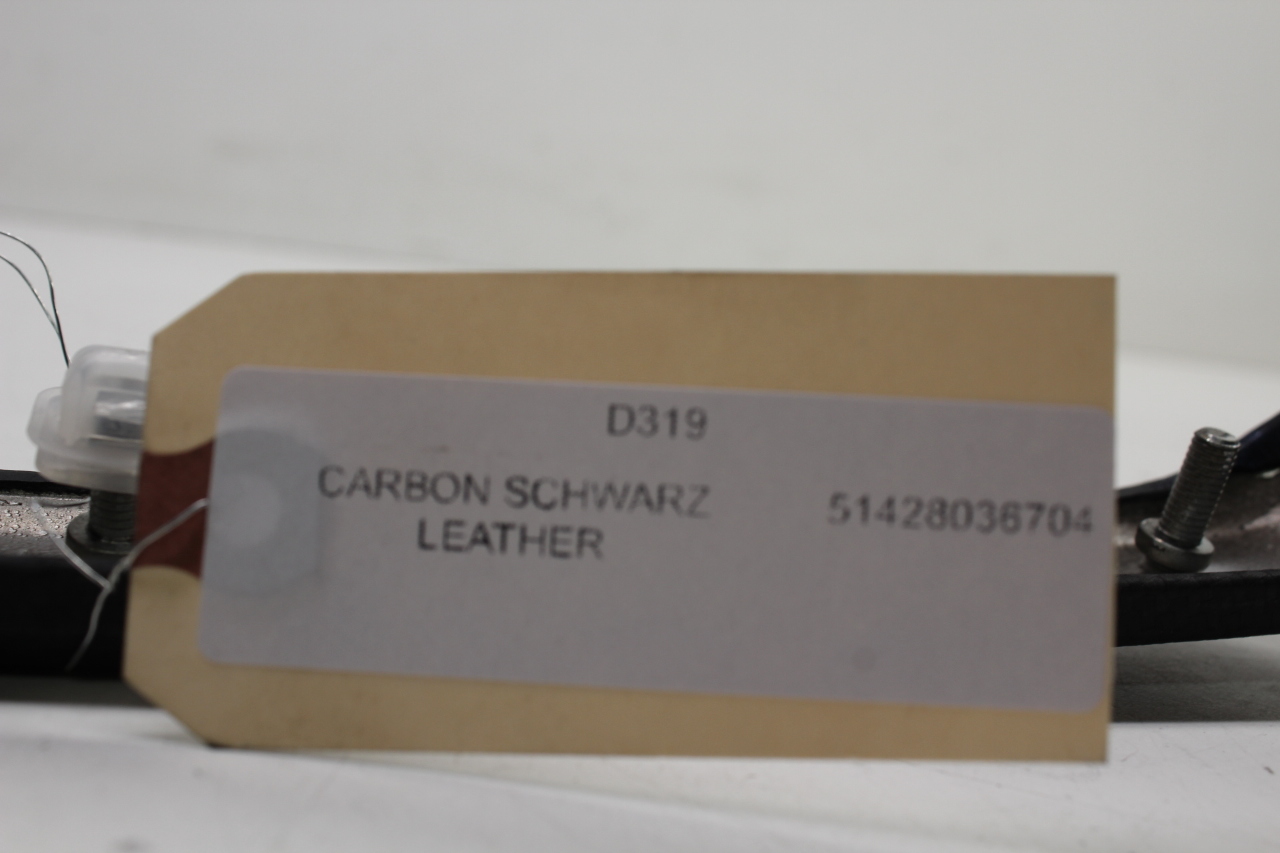 D319
CARBON SCHWARZ 51428036704
LEATHER